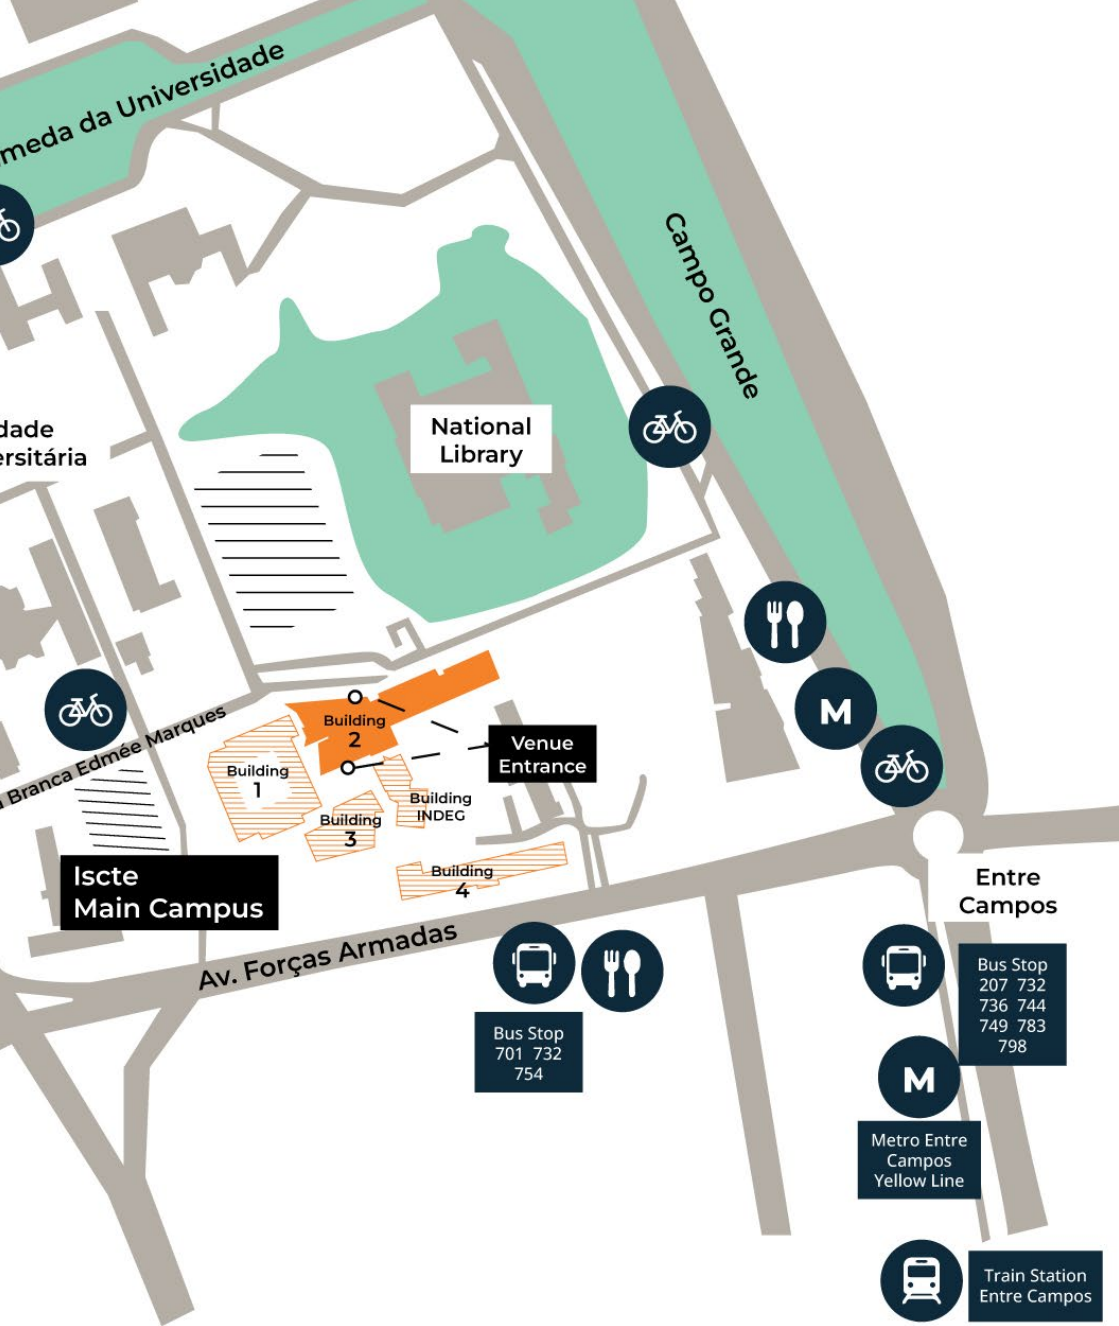 meda da Universidade
Campo Grande
dade
ersitária
National
Library
Branca Edmée Marques
Building
2
Venue
Entrance
Building
1
Building
INDEG
Building
3
Building
4
Iscte
Main Campus
Av. Forças Armadas
Entre
Campos
Bus Stop
207 732
736 744
749 783
798
Bus Stop
701 732
754
M
M
Metro Entre
Campos
Yellow Line
Train Station
Entre Campos